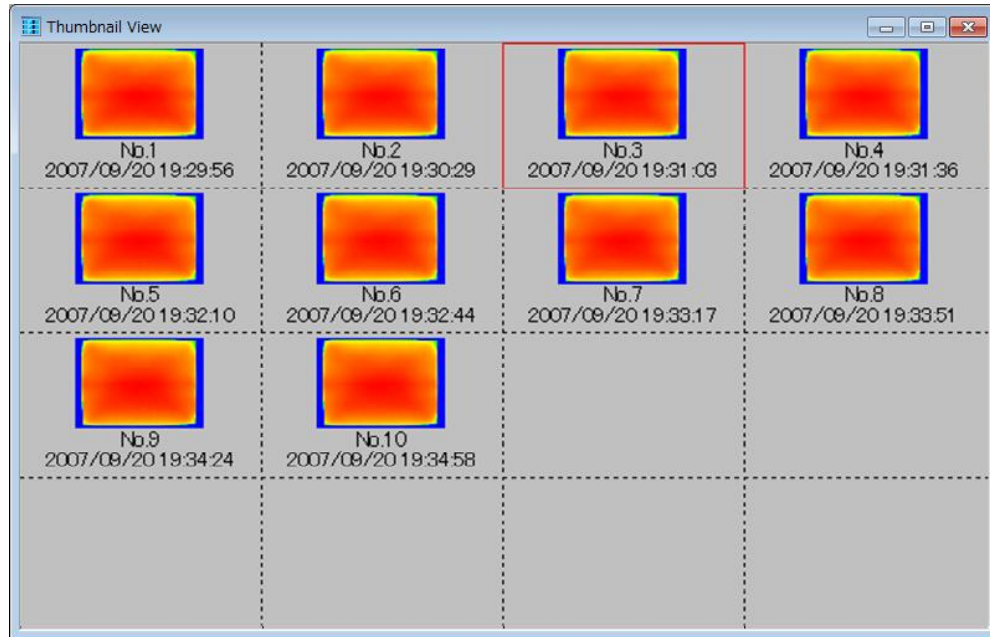 Thumbnail View
No.1
2007/09/20 19:29:56
No.2
2007/09/20 19:30:29
No.3
2007/09/20 19:31:03
No.4
2007/09/20 19:31:36
No.5
2007/09/20 19:32:10
No.6
2007/09/20 19:32:44
No.7
2007/09/20 19:33:17
No.8
2007/09/20 19:33:51
No.9
2007/09/20 19:34:24
No.10
2007/09/20 19:34:58